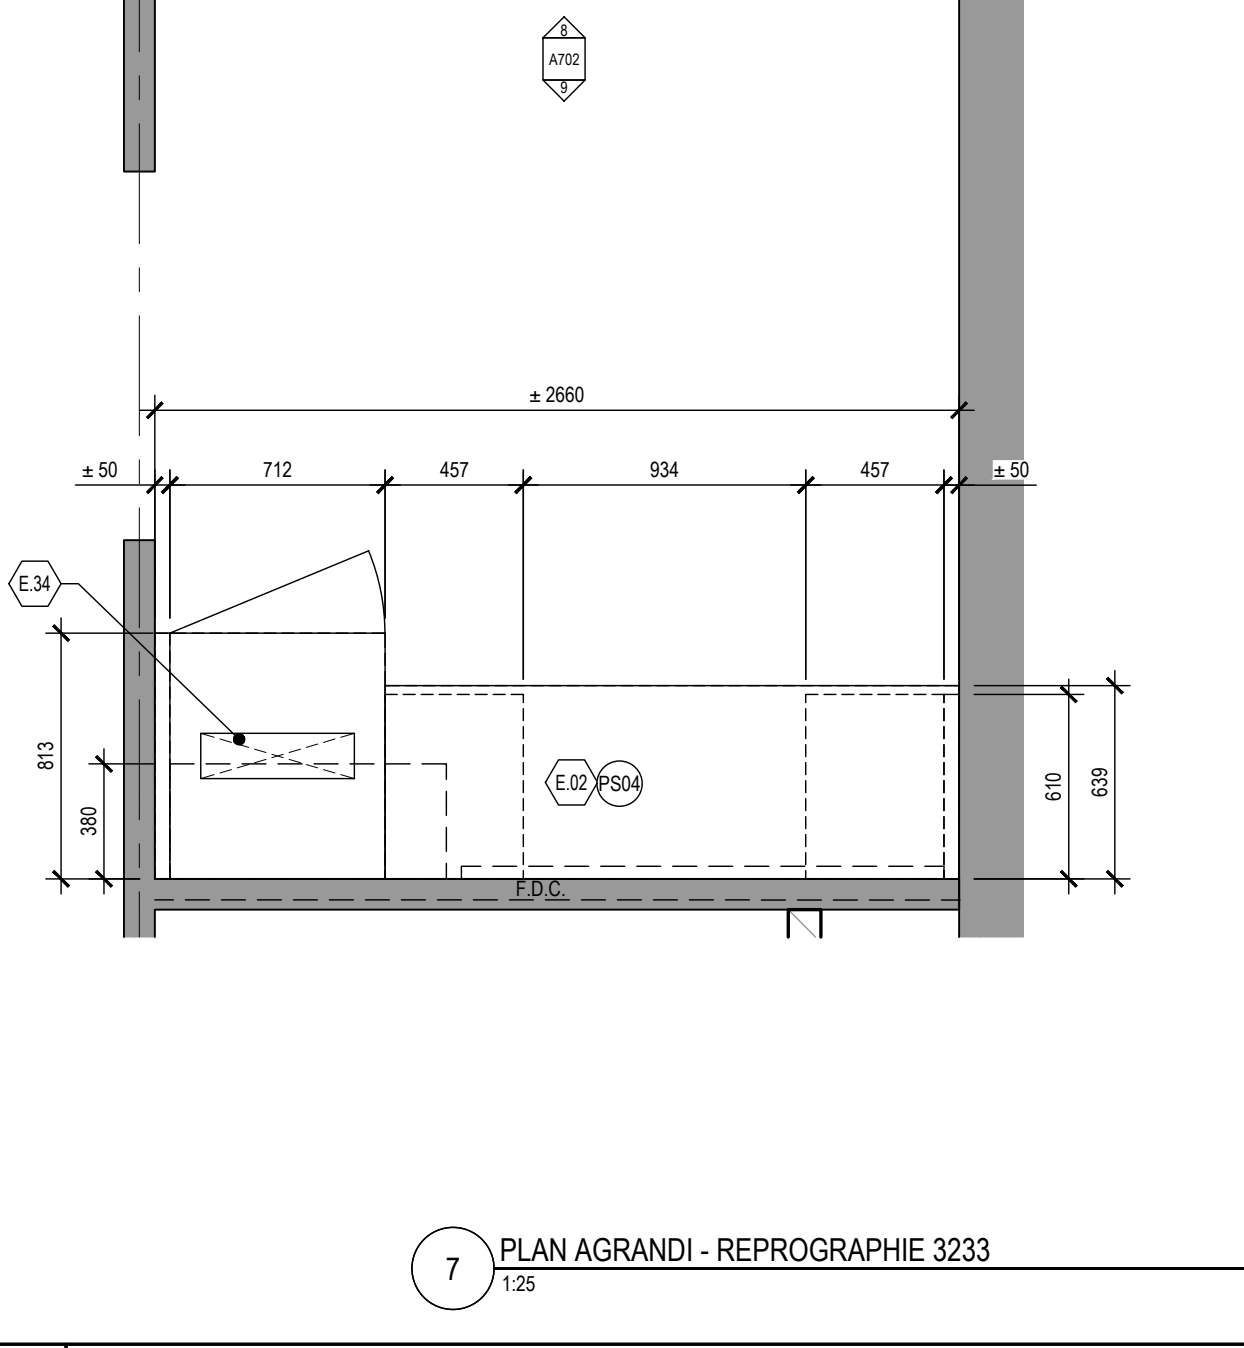 8
A702
9
± 2660
± 50
712
457
934
457
± 50
E.34
813
380
E.02
PS04
610
639
F.D.C.
7
PLAN AGRANDI - REPROGRAPHIE 3233
1:25